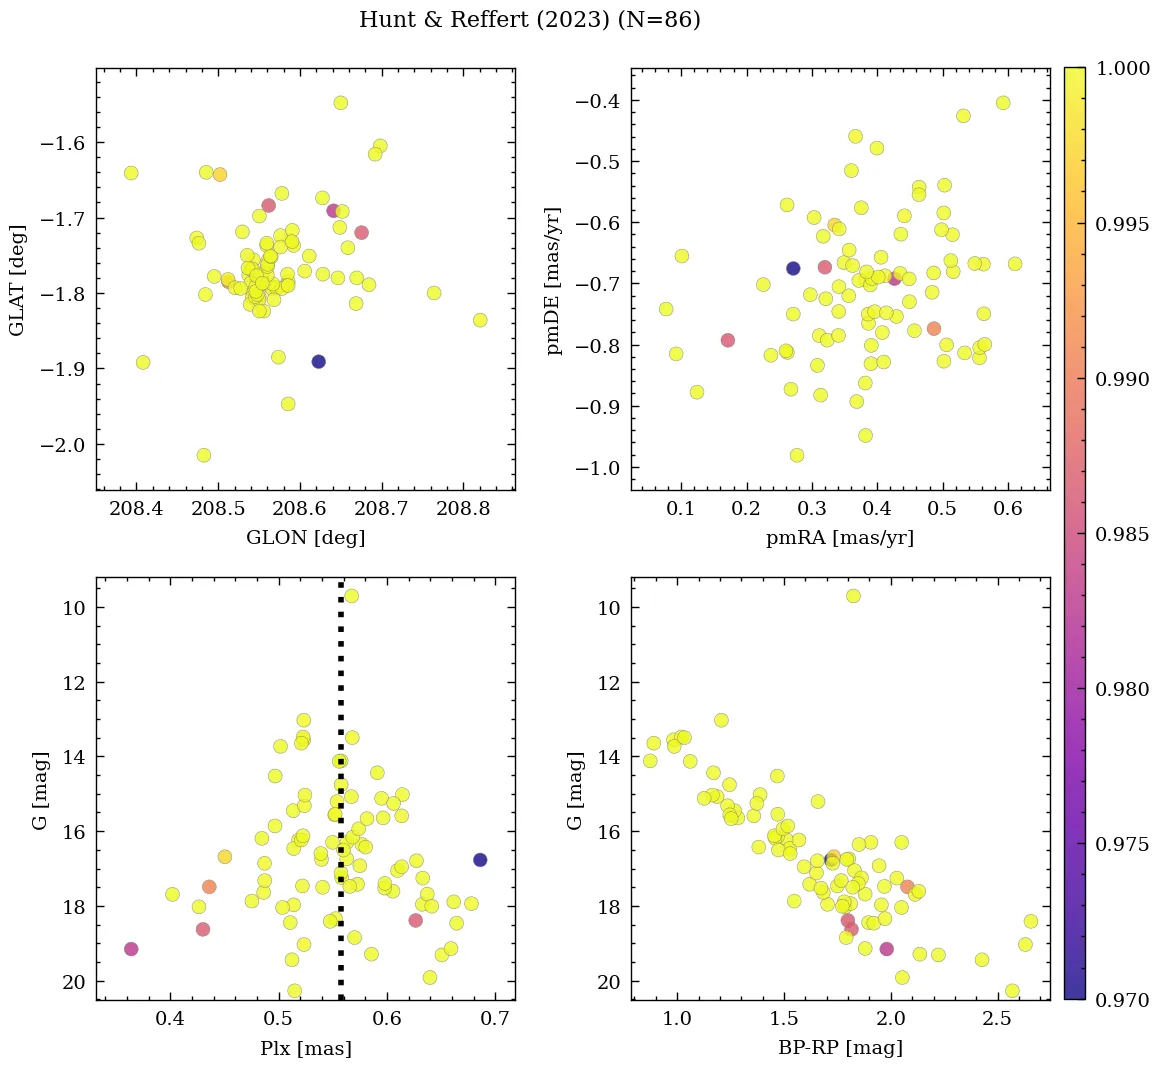 Hunt & Reffert (2023) (N=86)
−1.6
−1.7
−1.8
−1.9
−2.0
GLAT [deg]
208.4 208.5 208.6 208.7 208.8
GLON [deg]
−0.4
−0.5
−0.6
−0.7
−0.8
−0.9
−1.0
pmDE [mas/yr]
0.1 0.2 0.3 0.4 0.5 0.6
pmRA [mas/yr]
10
12
14
16
18
20
G [mag]
0.4 0.5 0.6 0.7
Plx [mas]
10
12
14
16
18
20
G [mag]
1.0 1.5 2.0 2.5
BP-RP [mag]
1.000
0.995
0.990
0.985
0.980
0.975
0.970